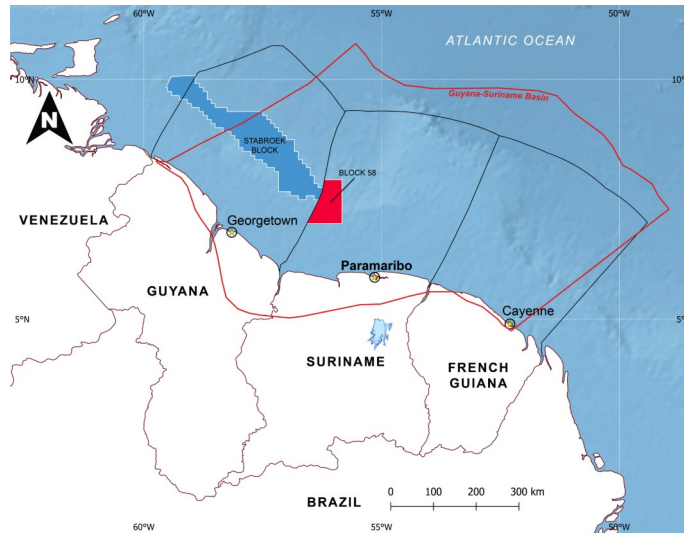 60°W
55°W
50°W
ATLANTIC OCEAN
10°N
10°N
Guyana-Suriname Basin
N
STABROEK
BLOCK
BLOCK 58
VENEZUELA
Georgetown
Paramaribo
GUYANA
Cayenne
5°N
5°N
SURINAME
FRENCH
GUIANA
BRAZIL
0 100 200 300 km
60°W
55°W
50°W